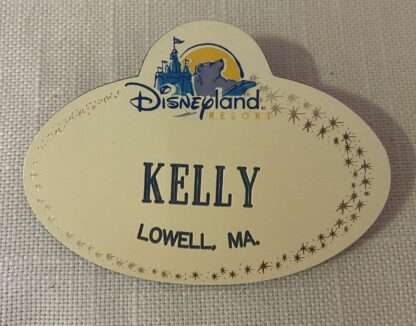 Disneyland
RESORT
KELLY
LOWELL, MA.